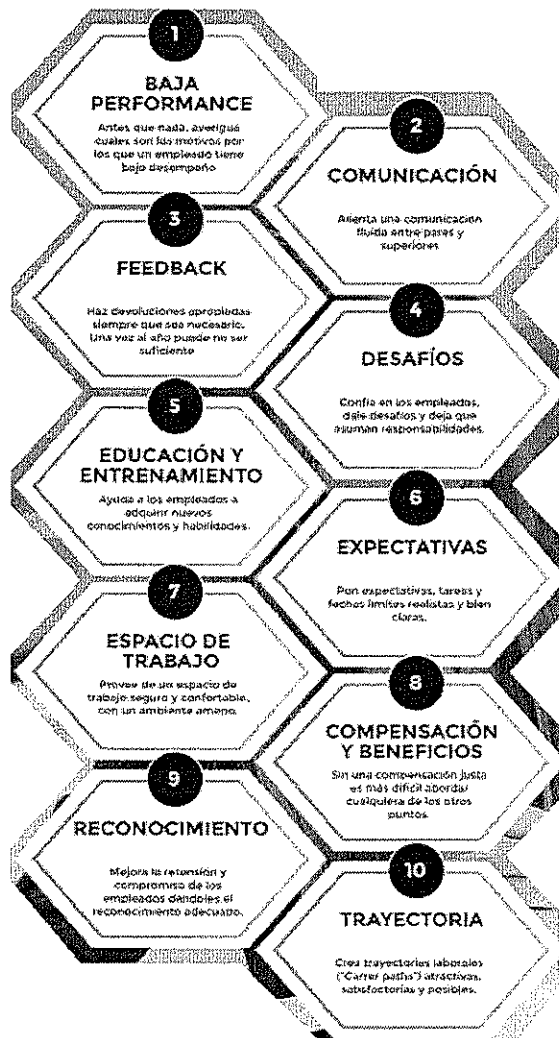 1
BAJA
PERFORMANCE
Antes que nada, averigua
cuales son los motivos por
los que un empleado tiene
bajo desempeño
2
COMUNICACIÓN
Alienta una comunicación
fluida entre pares y
superiores
3
FEEDBACK
Haz devoluciones apropiadas
siempre que sea necesario.
Una vez al año puede no ser
suficiente
4
DESAFÍOS
Confía en los empleados,
dale desafíos y deja que
asuman responsabilidades.
5
EDUCACIÓN Y
ENTRENAMIENTO
Ayuda a los empleados a
adquirir nuevos
conocimientos y habilidades.
6
EXPECTATIVAS
Pon expectativas, tareas y
fechas límites realistas y bien
claras.
7
ESPACIO DE
TRABAJO
Provee de un espacio de
trabajo seguro y confortable,
con un ambiente ameno.
8
COMPENSACIÓN
Y BENEFICIOS
Sin una compensación justa
es más difícil abordar
cualquiera de los otros
puntos.
9
RECONOCIMIENTO
Mejora la retensión y
compromiso de los
empleados dandoles el
reconocimiento adecuado.
10
TRAYECTORIA
Crea trayectorias laborales
("Carrer paths") atractivas,
satisfactorias y posibles.